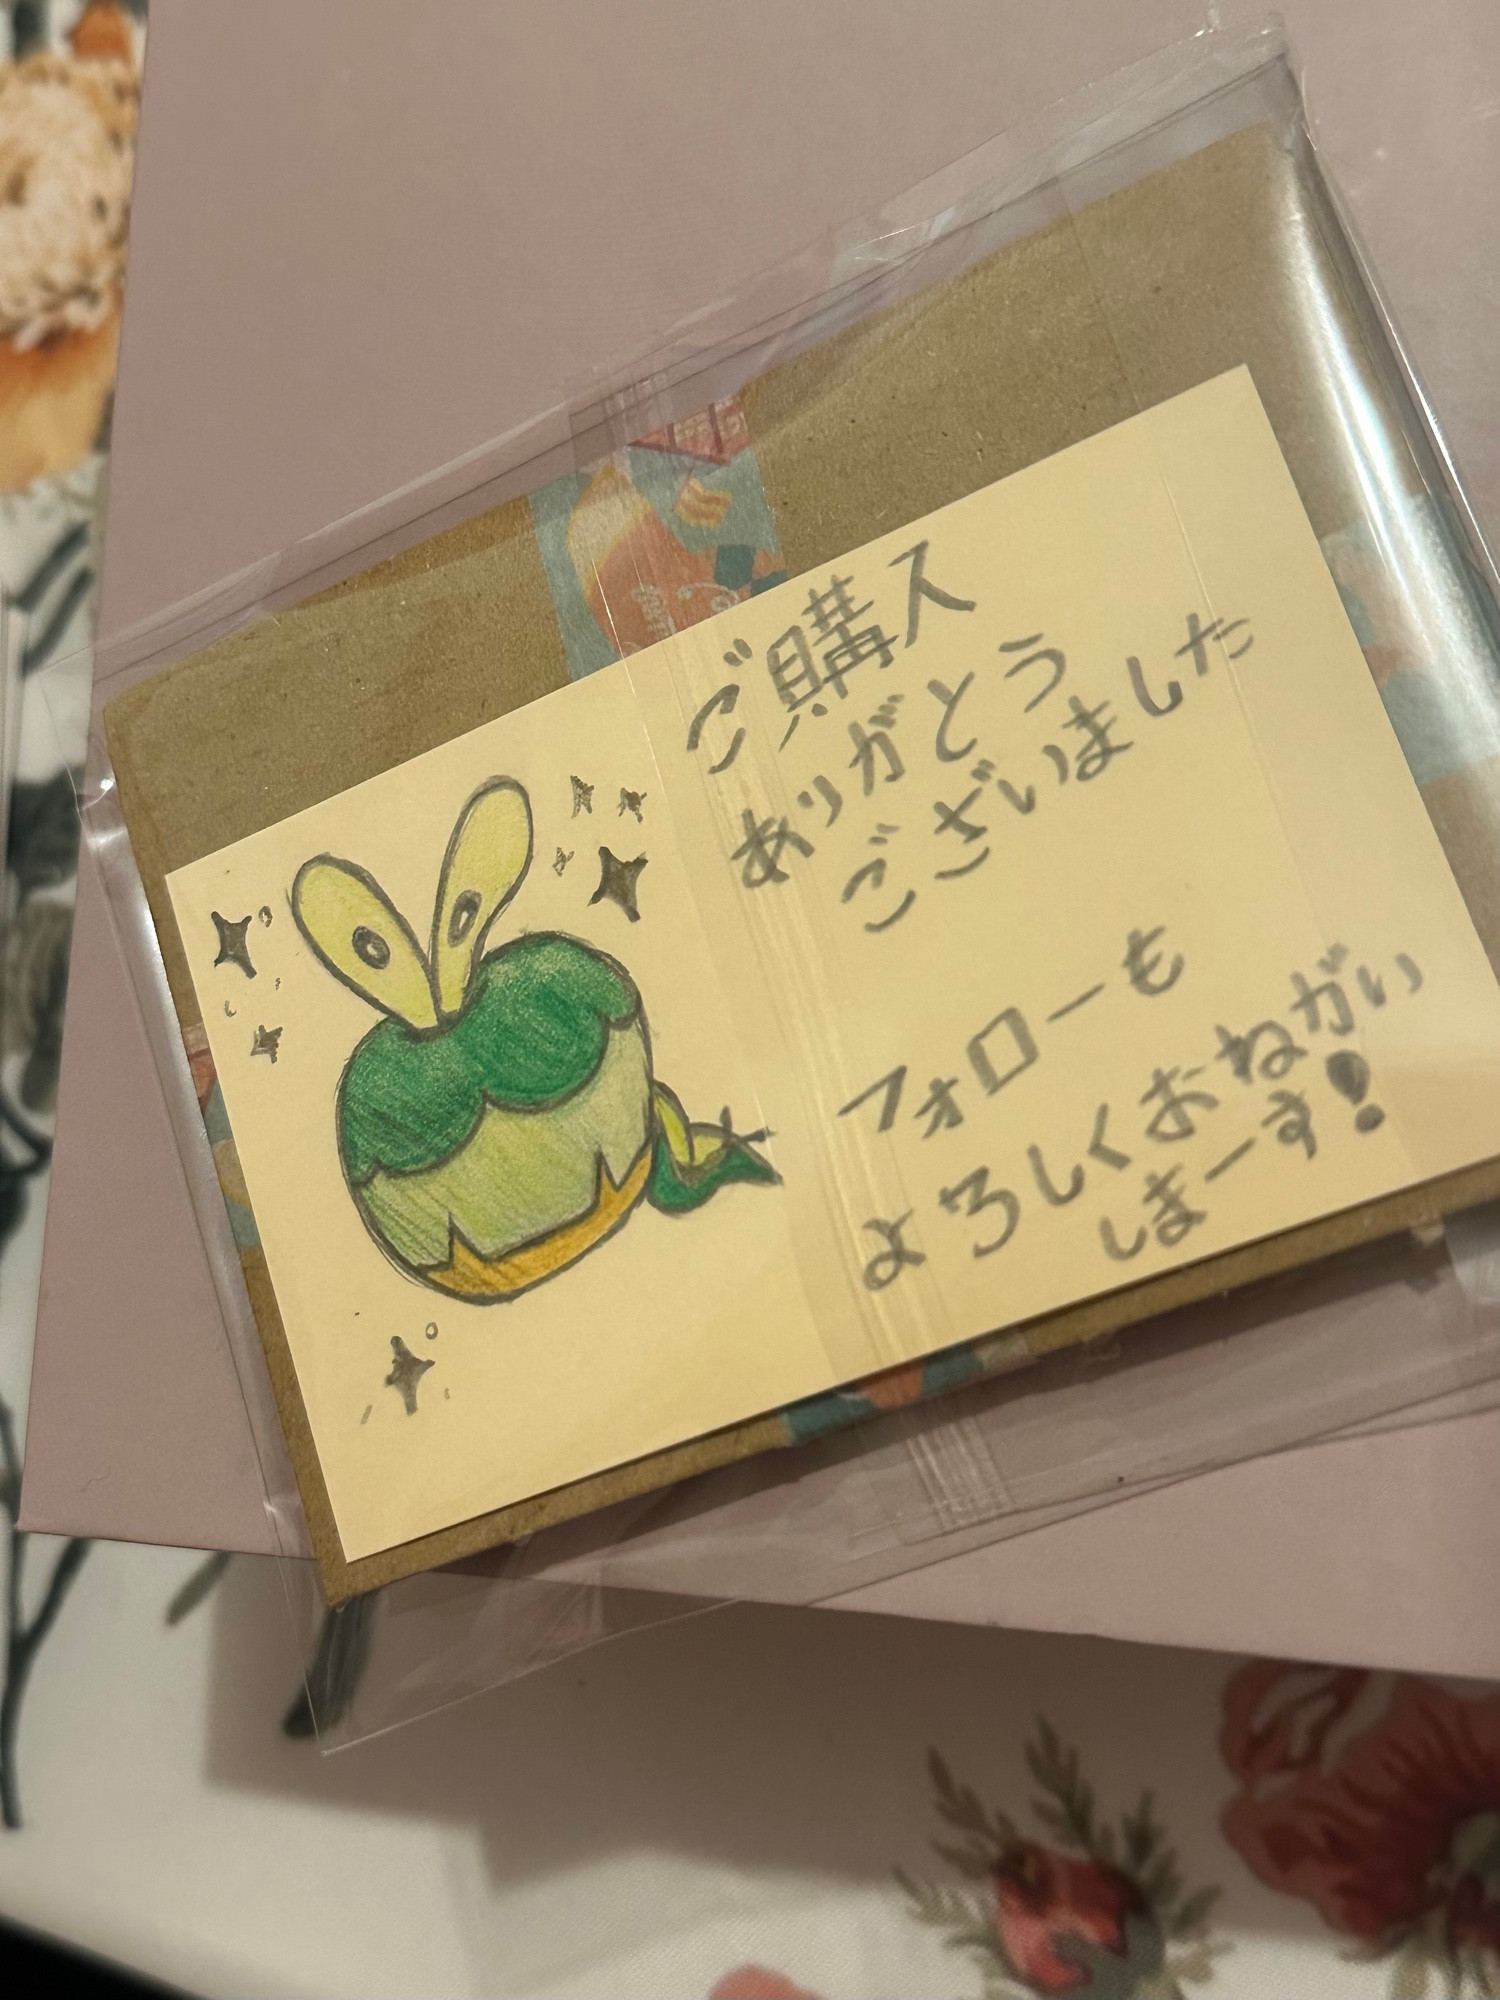 ご購入
ありがとう
ございました
フォローも
よろしくおねがい
しまーす!